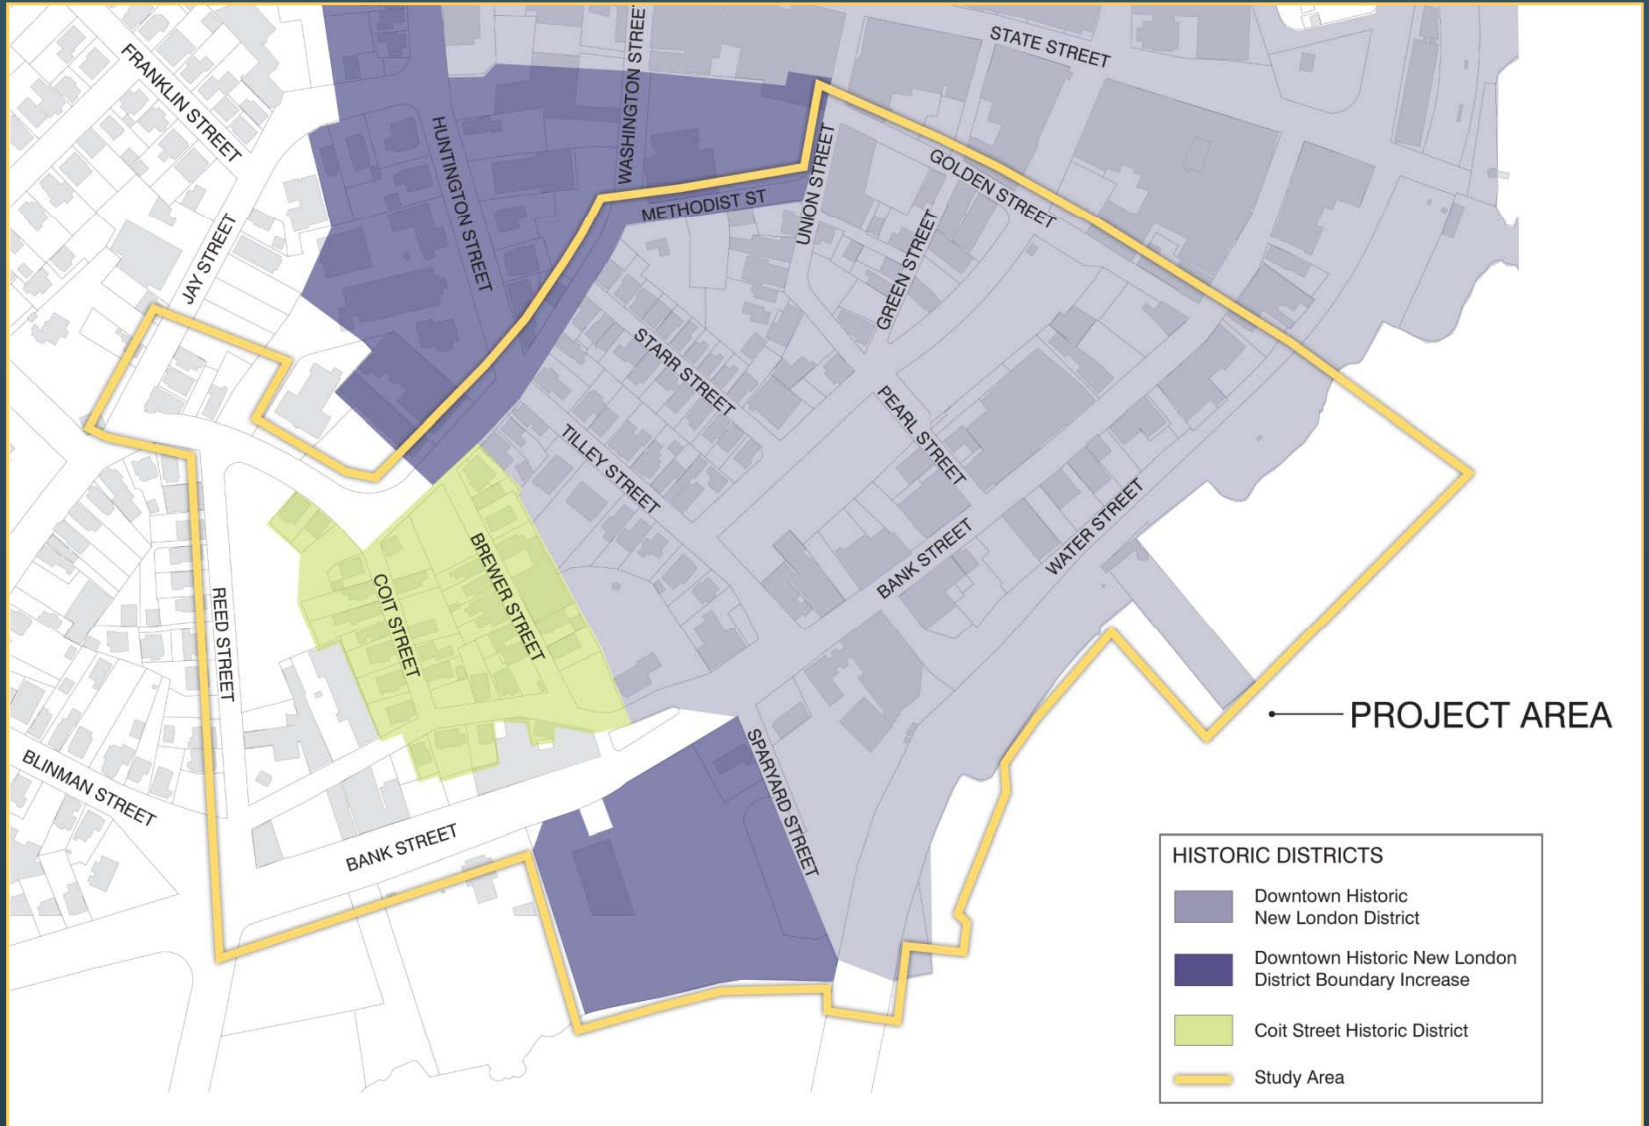 STATE STREET
WASHINGTON STREE
FRANKLIN STREET
HUNTINGTON STREET
UNION STREET
GOLDEN STREET
METHODIST ST
JAY STREET
GREEN STREET
STARR STREET
PEARL STREET
TILLEY STREET
WATER STREET
BANK STREET
BREWER STREET
COIT STREET
REED STREET
PROJECT AREA
BLINMAN STREET
SPARYARD STREET
BANK STREET
HISTORIC DISTRICTS
Downtown Historic
New London District
Downtown Historic New London
District Boundary Increase
Coit Street Historic District
Study Area